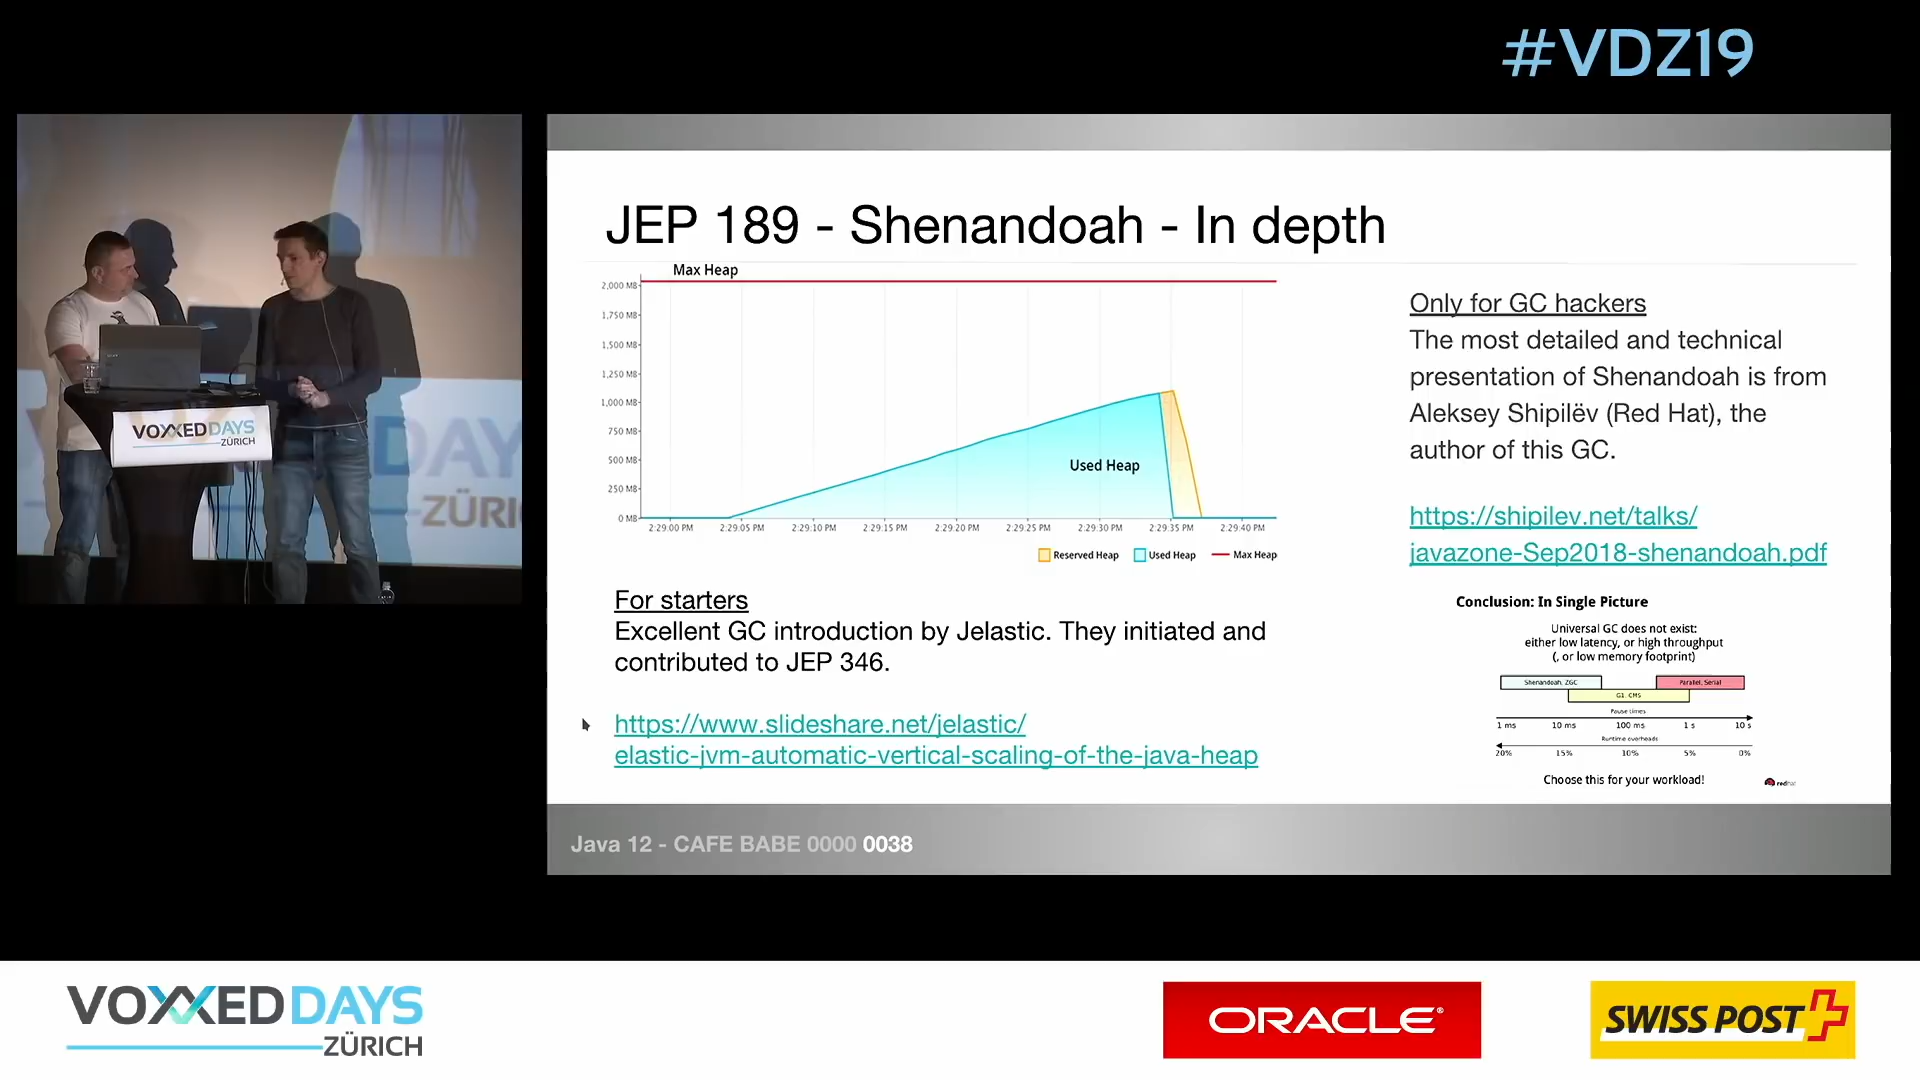 #VDZ19
VOXXED DAYS
ZÜRICH
DAY
ZÜRI
JEP 189 - Shenandoah - In depth
Max Heap
2,000 MB
1,750 MB
1,500 MB
1,250 MB
1,000 MB
750 MB
500 MB
250 MB
0 MB
Used Heap
2:29:00 PM 2:29:05 PM 2:29:10 PM 2:29:15 PM 2:29:20 PM 2:29:25 PM 2:29:30 PM 2:29:35 PM 2:29:40 PM
Reserved Heap Used Heap Max Heap
For starters
Excellent GC introduction by Jelastic. They initiated and
contributed to JEP 346.
https://www.slideshare.net/jelastic/
elastic-jvm-automatic-vertical-scaling-of-the-java-heap
Only for GC hackers
The most detailed and technical
presentation of Shenandoah is from
Aleksey Shipilëv (Red Hat), the
author of this GC.
https://shipilev.net/talks/
javazone-Sep2018-shenandoah.pdf
Conclusion: In Single Picture
Universal GC does not exist:
either low latency, or high throughput
(, or low memory footprint)
Shenandoah, ZGC
Parallel, Serial
G1, CMS
Pause times
1 ms 10 ms 100 ms 1 s 10 s
Runtime overheads
20% 15% 10% 5% 0%
Choose this for your workload!
redhat
Java 12 - CAFE BABE 0000 0038
VOXXED DAYS
ZÜRICH
ORACLE®
SWISS POST